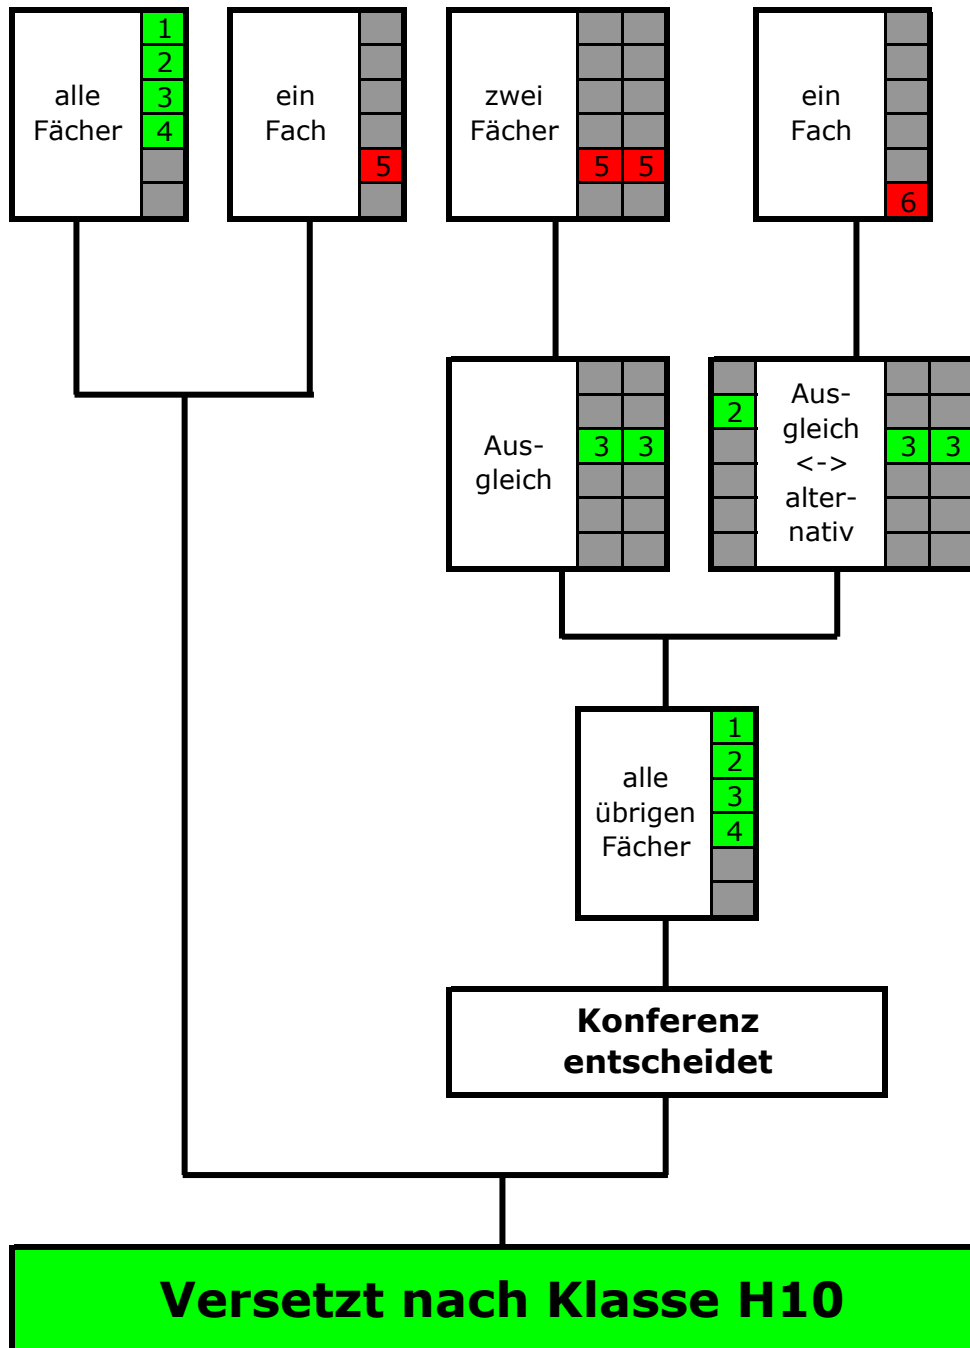 alle
Fächer
1
2
3
4
ein
Fach
5
zwei
Fächer
5 5
ein
Fach
6
Aus-
gleich
3 3
2
Aus-
gleich
<->
alter-
nativ
3 3
alle
übrigen
Fächer
1
2
3
4
Konferenz
entscheidet
Versetzt nach Klasse H10